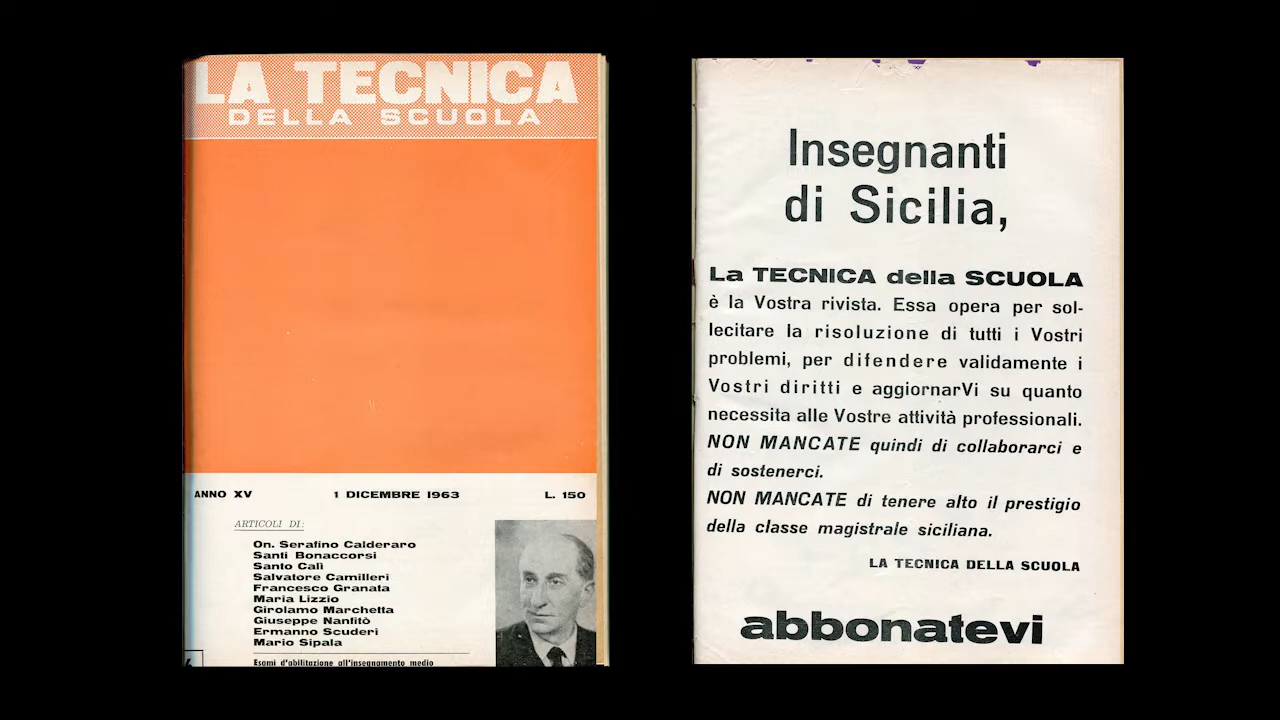 LA TECNICA
DELLA SCUOLA
ANNO XV 1 DICEMBRE 1963 L. 150
ARTICOLI DI:
On. Serafino Calderaro
Santi Bonaccorsi
Santo Calì
Salvatore Camilleri
Francesco Granata
Maria Lizzio
Girolamo Marchetta
Giuseppe Nanfitò
Ermanno Scuderi
Mario Sipala
Esami d'abilitazione all'insegnamento medio
Insegnanti
di Sicilia,
La TECNICA della SCUOLA
è la Vostra rivista. Essa opera per sol-
lecitare la risoluzione di tutti i Vostri
problemi, per difendere validamente i
Vostri diritti e aggiornarVi su quanto
necessita alle Vostre attività professionali.
NON MANCATE quindi di collaborarci e
di sostenerci.
NON MANCATE di tenere alto il prestigio
della classe magistrale siciliana.
LA TECNICA DELLA SCUOLA
abbonatevi